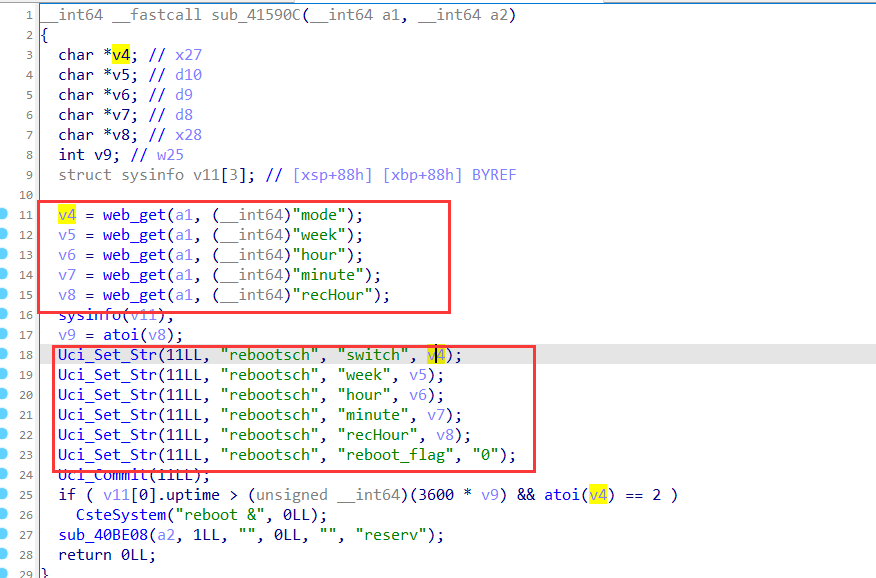 1 __int64 __fastcall sub_41590C(__int64 a1, __int64 a2)
2 {
3 char *v4; // x27
4 char *v5; // d10
5 char *v6; // d9
6 char *v7; // d8
7 char *v8; // x28
8 int v9; // w25
9 struct sysinfo v11[3]; // [xsp+88h] [xbp+88h] BYREF
10
11 v4 = web_get(a1, (__int64)"mode");
12 v5 = web_get(a1, (__int64)"week");
13 v6 = web_get(a1, (__int64)"hour");
14 v7 = web_get(a1, (__int64)"minute");
15 v8 = web_get(a1, (__int64)"recHour");
16 sysinfo(v11);
17 v9 = atoi(v8);
18 Uci_Set_Str(11LL, "rebootsch", "switch", v4);
19 Uci_Set_Str(11LL, "rebootsch", "week", v5);
20 Uci_Set_Str(11LL, "rebootsch", "hour", v6);
21 Uci_Set_Str(11LL, "rebootsch", "minute", v7);
22 Uci_Set_Str(11LL, "rebootsch", "recHour", v8);
23 Uci_Set_Str(11LL, "rebootsch", "reboot_flag", "0");
24 Uci_Commit(11LL);
25 if ( v11[0].uptime > (unsigned __int64)(3600 * v9) && atoi(v4) == 2 )
26 CsteSystem("reboot &", 0LL);
27 sub_40BE08(a2, 1LL, "", 0LL, "", "reserv");
28 return 0LL;
29 }